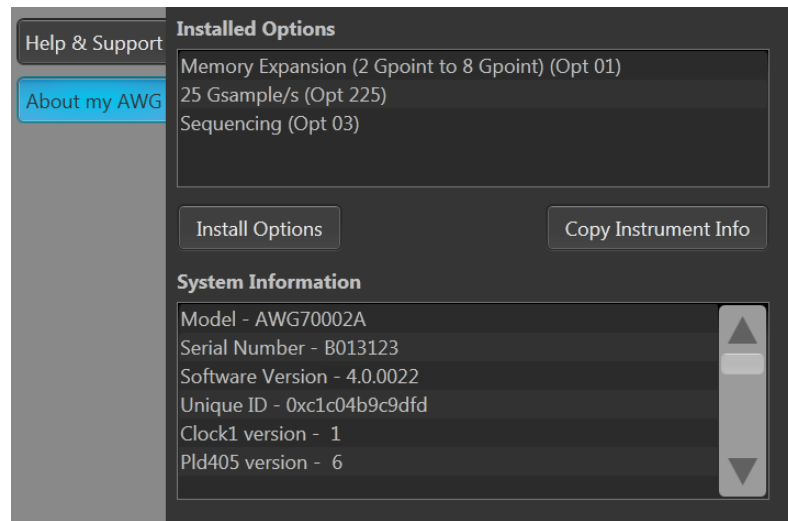 Help & Support
About my AWG
Installed Options
Memory Expansion (2 Gpoint to 8 Gpoint) (Opt 01)
25 Gsample/s (Opt 225)
Sequencing (Opt 03)
Install Options
Copy Instrument Info
System Information
Model - AWG70002A
Serial Number - B013123
Software Version - 4.0.0022
Unique ID - 0xc1c04b9c9dfd
Clock1 version -  1
Pld405 version -  6